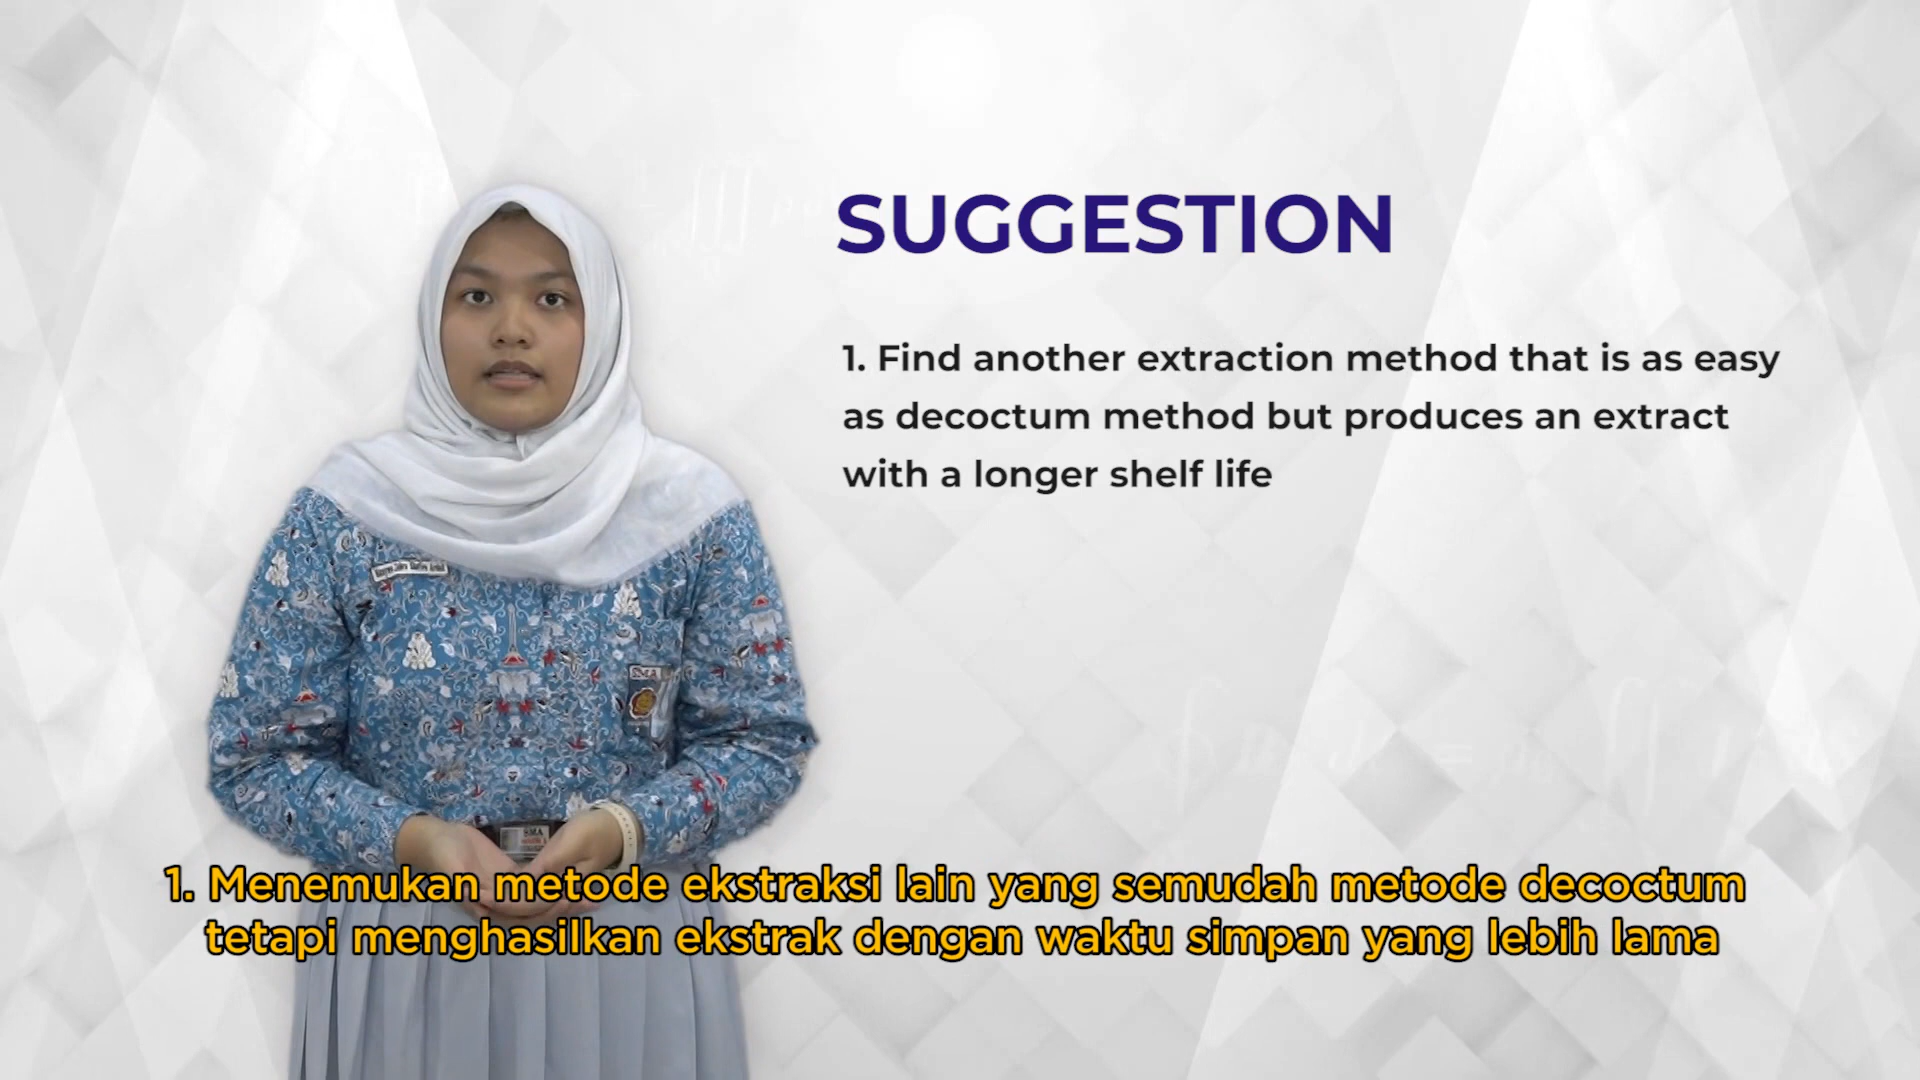 SUGGESTION
1. Find another extraction method that is as easy
as decoctum method but produces an extract
with a longer shelf life
SMA
SMA
1. Menemukan metode ekstraksi lain yang semudah metode decoctum
tetapi menghasilkan ekstrak dengan waktu simpan yang lebih lama